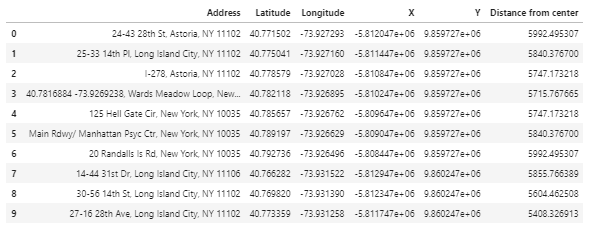 Address Latitude Longitude X Y Distance from center
0 24-43 28th St, Astoria, NY 11102 40.771502 -73.927293 -5.812047e+06 9.859727e+06 5992.495307
1 25-33 14th Pl, Long Island City, NY 11102 40.775041 -73.927160 -5.811447e+06 9.859727e+06 5840.376700
2 I-278, Astoria, NY 11102 40.778579 -73.927028 -5.810847e+06 9.859727e+06 5747.173218
3 40.7816884 -73.9269238, Wards Meadow Loop, New... 40.782118 -73.926895 -5.810247e+06 9.859727e+06 5715.767665
4 125 Hell Gate Cir, New York, NY 10035 40.785657 -73.926762 -5.809647e+06 9.859727e+06 5747.173218
5 Main Rdwy/ Manhattan Psyc Ctr, New York, NY 10035 40.789197 -73.926629 -5.809047e+06 9.859727e+06 5840.376700
6 20 Randalls Is Rd, New York, NY 10035 40.792736 -73.926496 -5.808447e+06 9.859727e+06 5992.495307
7 14-44 31st Dr, Long Island City, NY 11106 40.766282 -73.931522 -5.812947e+06 9.860247e+06 5855.766389
8 30-56 14th St, Long Island City, NY 11102 40.769820 -73.931390 -5.812347e+06 9.860247e+06 5604.462508
9 27-16 28th Ave, Long Island City, NY 11102 40.773359 -73.931258 -5.811747e+06 9.860247e+06 5408.326913